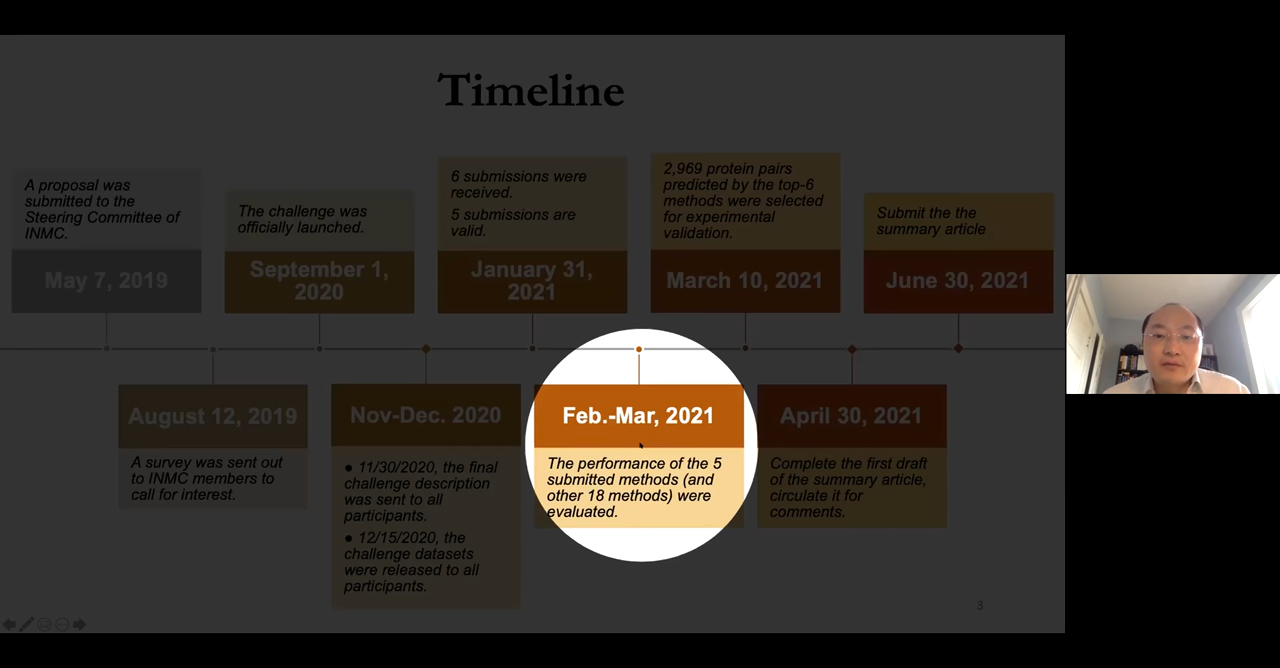 Timeline
A proposal was
submitted to the
Steering Committee of
INMC.
May 7, 2019
The challenge was
officially launched.
September 1,
2020
6 submissions were
received.
5 submissions are
valid.
January 31,
2021
2,969 protein pairs
predicted by the top-6
methods were selected
for experimental
validation.
March 10, 2021
Submit the the
summary article
June 30, 2021
August 12, 2019
A survey was sent out
to INMC members to
call for interest.
Nov-Dec. 2020
● 11/30/2020, the final
challenge description
was sent to all
participants.
● 12/15/2020, the
challenge datasets
were released to all
participants.
Feb.-Mar, 2021
The performance of the 5
submitted methods (and
other 18 methods) were
evaluated.
April 30, 2021
Complete the first draft
of the summary article,
circulate it for
comments.
3